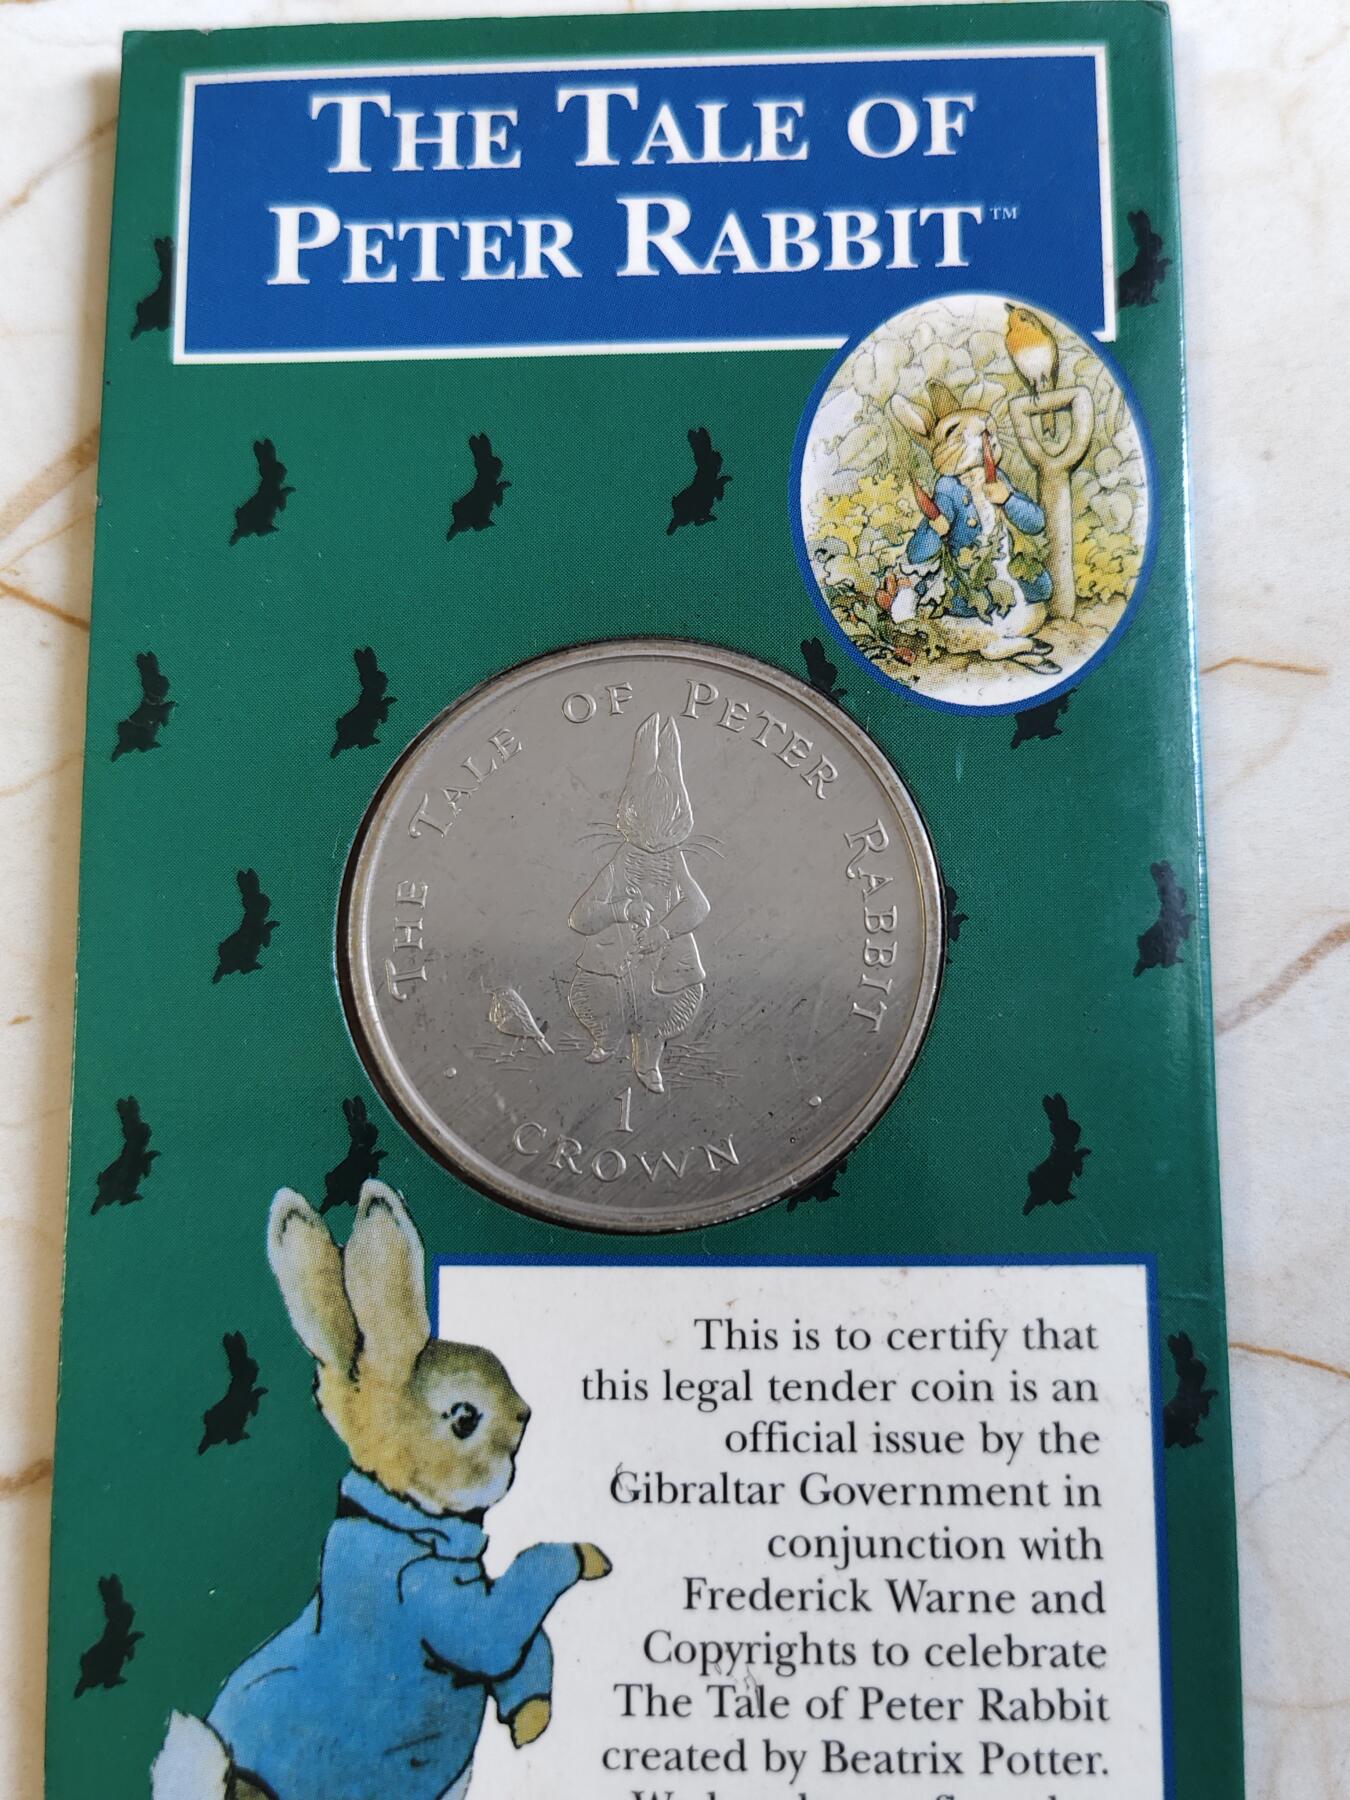 THE TALE OF
PETER RABBIT™
THE TALE OF PETER RABBIT
1
CROWN
This is to certify that
this legal tender coin is an
official issue by the
Gibraltar Government in
conjunction with
Frederick Warne and
Copyrights to celebrate
The Tale of Peter Rabbit
created by Beatrix Potter.